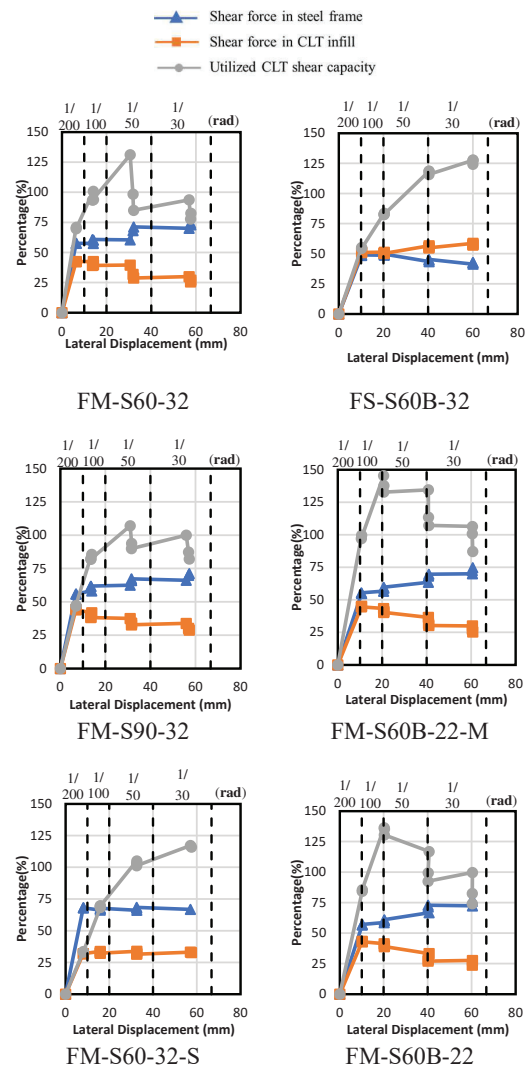 Shear force in steel frame
Shear force in CLT infill
Utilized CLT shear capacity
1/200 1/100 1/50 1/30 (rad)
150
125
100
75
50
25
0
Percentage(%)
0 20 40 60 80
Lateral Displacement (mm)
FM-S60-32
1/200 1/100 1/50 1/30 (rad)
150
125
100
75
50
25
0
Percentage(%)
0 20 40 60 80
Lateral Displacement (mm)
FS-S60B-32
1/200 1/100 1/50 1/30 (rad)
150
125
100
75
50
25
0
Percentage(%)
0 20 40 60 80
Lateral Displacement (mm)
FM-S90-32
1/200 1/100 1/50 1/30 (rad)
150
125
100
75
50
25
0
Percentage(%)
0 20 40 60 80
Lateral Displacement (mm)
FM-S60B-22-M
1/200 1/100 1/50 1/30 (rad)
150
125
100
75
50
25
0
Percentage(%)
0 20 40 60 80
Lateral Displacement (mm)
FM-S60-32-S
1/200 1/100 1/50 1/30 (rad)
150
125
100
75
50
25
0
Percentage(%)
0 20 40 60 80
Lateral Displacement (mm)
FM-S60B-22